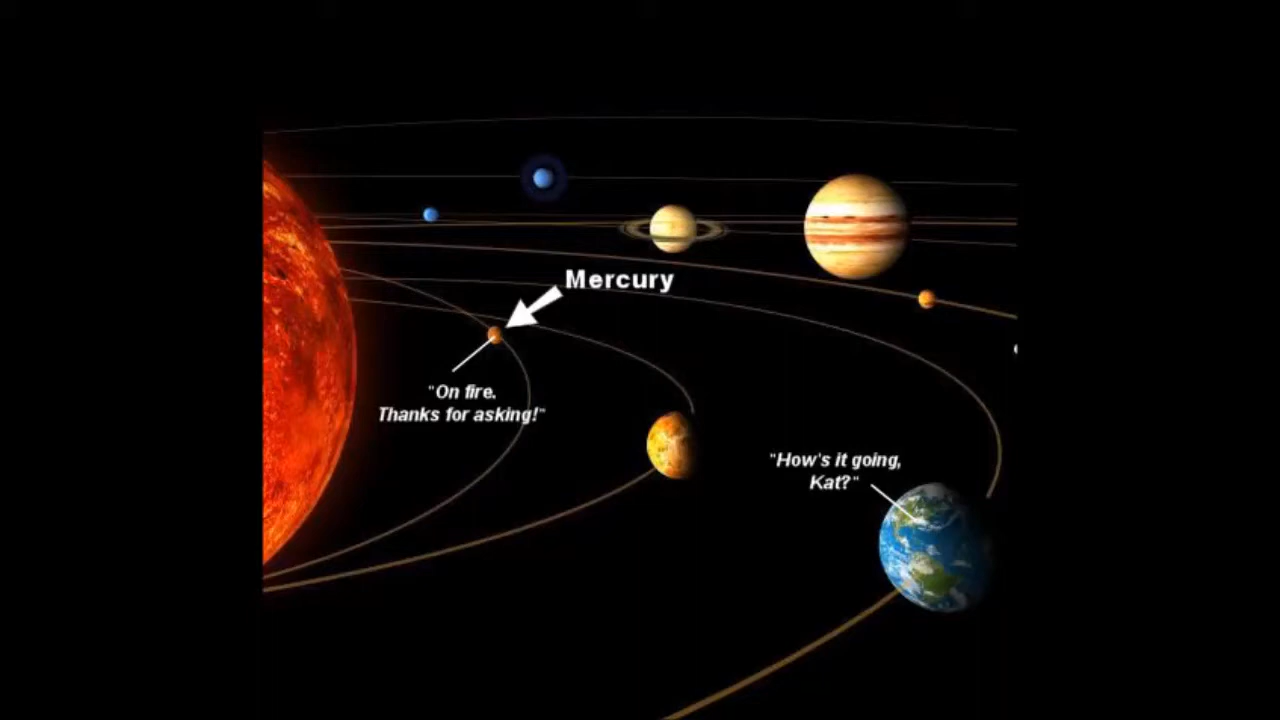 Mercury
"On fire.
Thanks for asking!"
"How's it going,
Kat?"